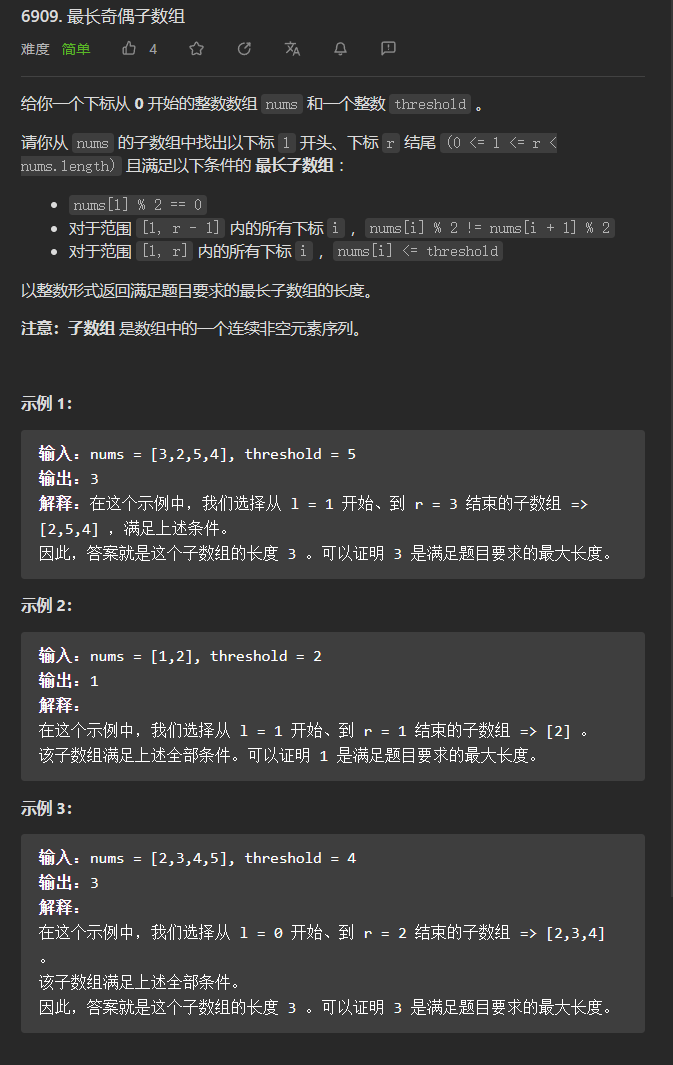 6909. 最长奇偶子数组
难度 简单 4
给你一个下标从 0 开始的整数数组 nums 和一个整数 threshold 。
请你从 nums 的子数组中找出以下标 l 开头、下标 r 结尾 (0 <= l <= r <
nums.length) 且满足以下条件的 最长子数组 ：
• nums[l] % 2 == 0
• 对于范围 [l, r - 1] 内的所有下标 i ，nums[i] % 2 != nums[i + 1] % 2
• 对于范围 [l, r] 内的所有下标 i ，nums[i] <= threshold
以整数形式返回满足题目要求的最长子数组的长度。
注意：子数组 是数组中的一个连续非空元素序列。
示例 1：
输入：nums = [3,2,5,4], threshold = 5
输出：3
解释：在这个示例中，我们选择从 l = 1 开始、到 r = 3 结束的子数组 =>
[2,5,4] ，满足上述条件。
因此，答案就是这个子数组的长度 3 。可以证明 3 是满足题目要求的最大长度。
示例 2：
输入：nums = [1,2], threshold = 2
输出：1
解释：
在这个示例中，我们选择从 l = 1 开始、到 r = 1 结束的子数组 => [2] 。
该子数组满足上述全部条件。可以证明 1 是满足题目要求的最大长度。
示例 3：
输入：nums = [2,3,4,5], threshold = 4
输出：3
解释：
在这个示例中，我们选择从 l = 0 开始、到 r = 2 结束的子数组 => [2,3,4]
。
该子数组满足上述全部条件。
因此，答案就是这个子数组的长度 3 。可以证明 3 是满足题目要求的最大长度。